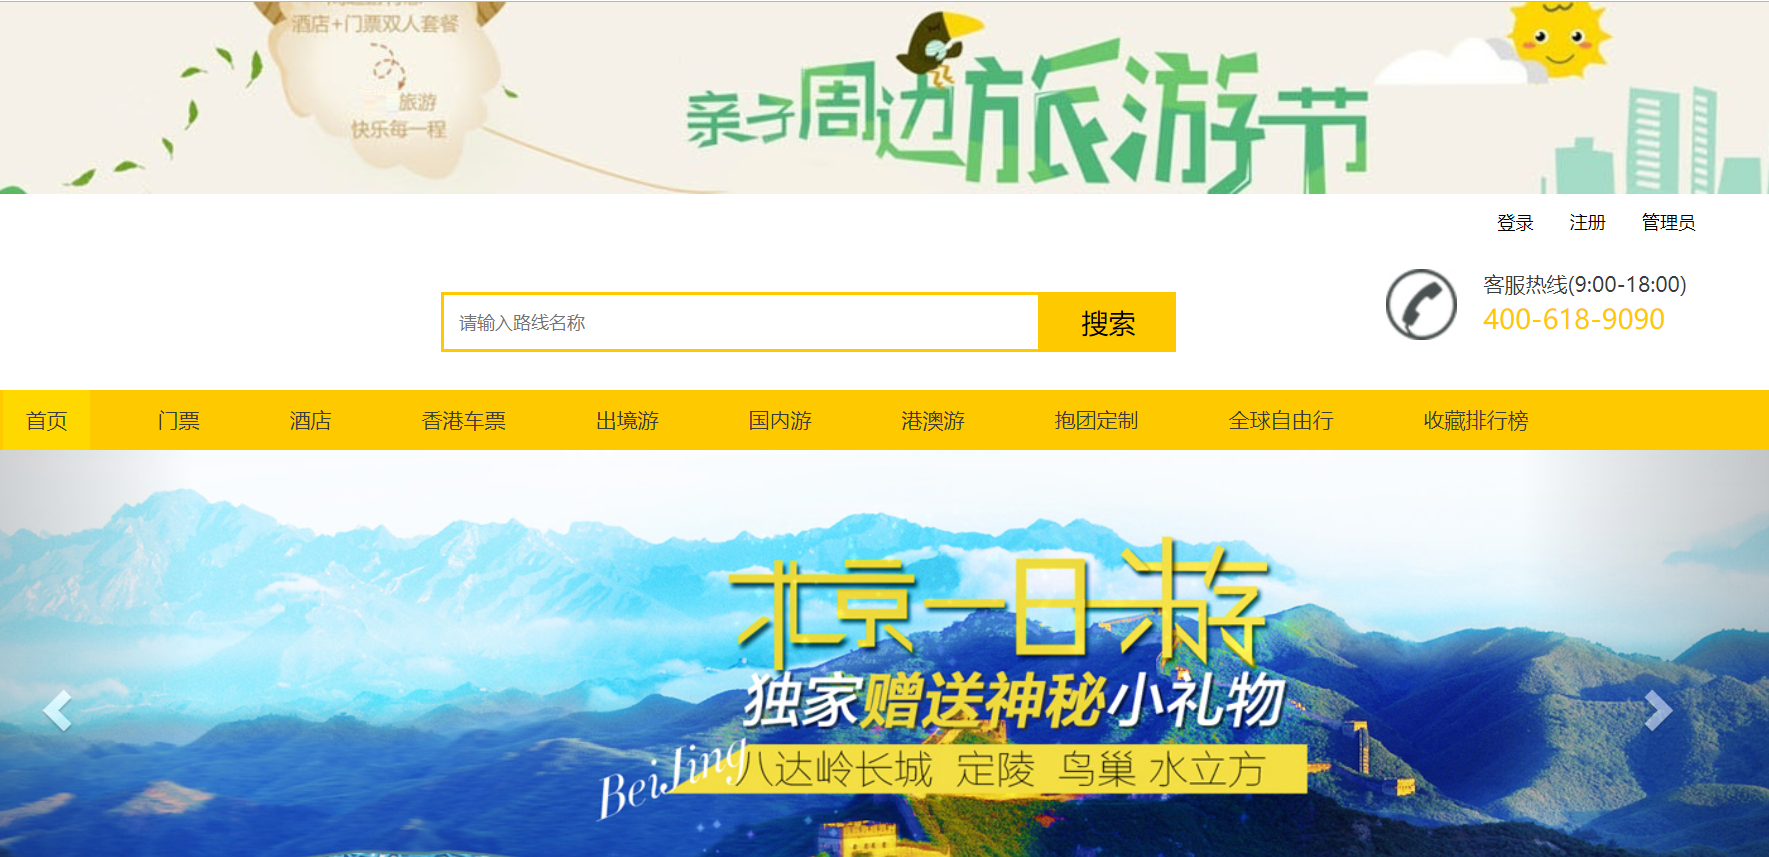 酒店+门票双人套餐
旅游
快乐每一程
亲子周边旅游节
登录 注册 管理员
客服热线(9:00-18:00)
400-618-9090
请输入路线名称 搜索
首页 门票 酒店 香港车票 出境游 国内游 港澳游 抱团定制 全球自由行 收藏排行榜
北京一日游
独家赠送神秘小礼物
BeiJing
八达岭长城 定陵 鸟巢 水立方